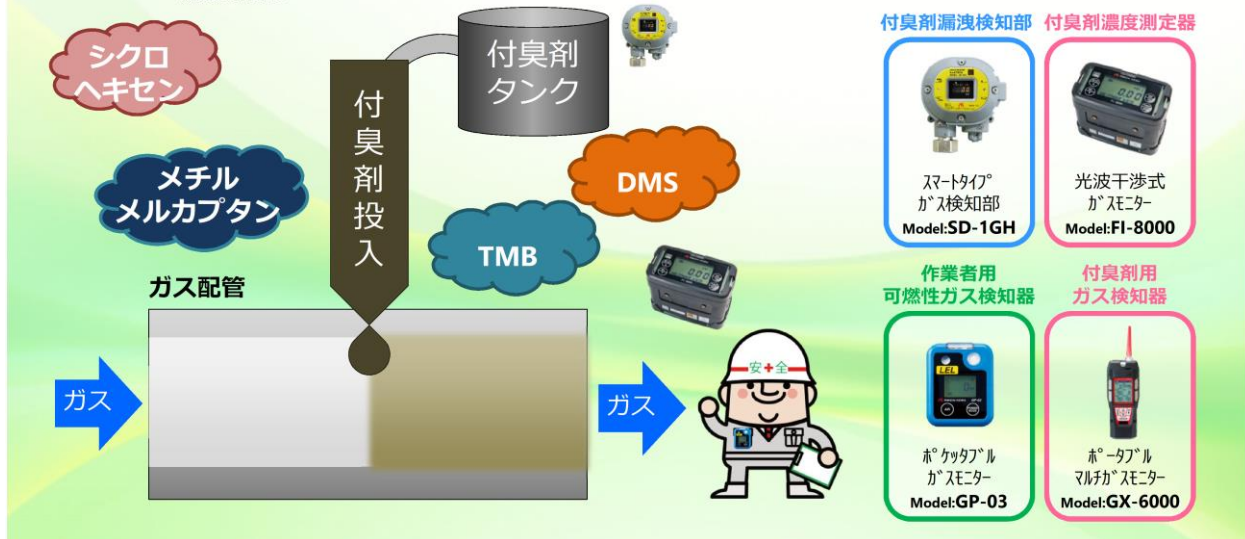 シクロ
ヘキセン
メチル
メルカプタン
付臭剤投入
付臭剤
タンク
DMS
TMB
ガス配管
ガス
ガス
安+全
付臭剤漏洩検知部
スマートタイプ
ガス検知部
Model:SD-1GH
付臭剤濃度測定器
光波干渉式
ガスモニター
Model:FI-8000
作業者用
可燃性ガス検知器
LEL
ポケッタブル
ガスモニター
Model:GP-03
付臭剤用
ガス検知器
ポータブル
マルチガスモニター
Model:GX-6000